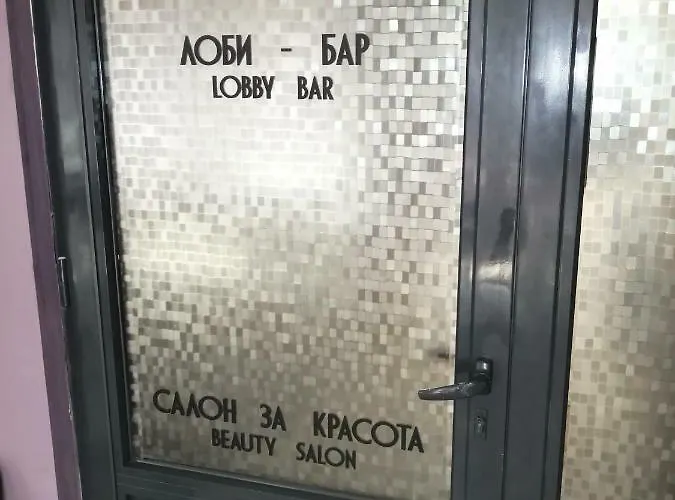 ЛОБИ - БАР
LOBBY BAR
САЛОН ЗА КРАСОТА
BEAUTY SALON